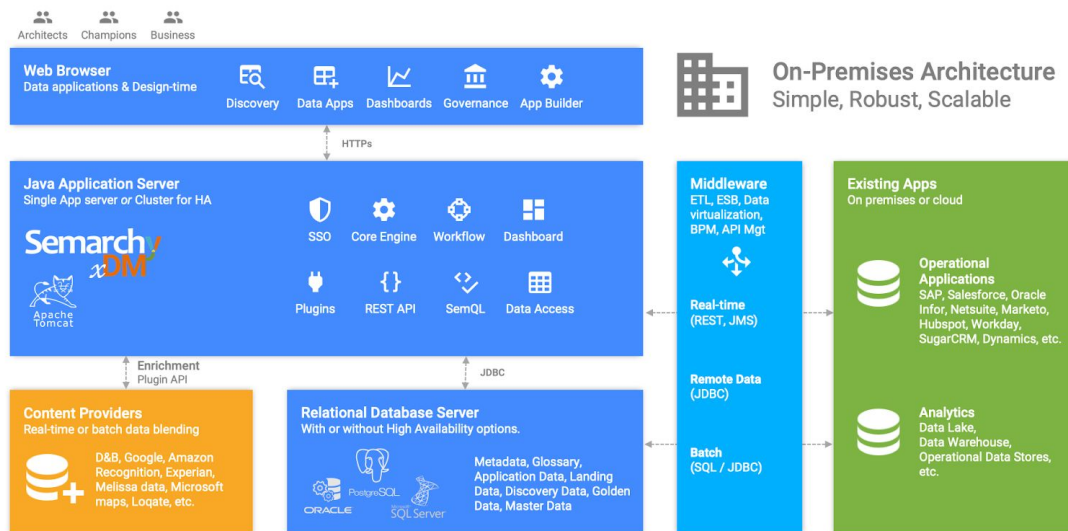 Architects
Champions
Business
Web Browser
Data applications & Design-time
Discovery
Data Apps
Dashboards
Governance
App Builder
On-Premises Architecture
Simple, Robust, Scalable
HTTPs
Java Application Server
Single App server or Cluster for HA
Semarchy
xDM
Apache
Tomcat
SSO
Core Engine
Workflow
Dashboard
Plugins
REST API
SemQL
Data Access
Middleware
ETL, ESB, Data
virtualization,
BPM, API Mgt
Real-time
(REST, JMS)
Remote Data
(JDBC)
Batch
(SQL / JDBC)
Existing Apps
On premises or cloud
Operational
Applications
SAP, Salesforce, Oracle
Infor, Netsuite, Marketo,
Hubspot, Workday,
SugarCRM, Dynamics, etc.
Analytics
Data Lake,
Data Warehouse,
Operational Data Stores,
etc.
Enrichment
Plugin API
JDBC
Content Providers
Real-time or batch data blending
D&B, Google, Amazon
Recognition, Experian,
Melissa data, Microsoft
maps, Loqate, etc.
Relational Database Server
With or without High Availability options.
PostgreSQL
ORACLE
SQL Server
Metadata, Glossary,
Application Data, Landing
Data, Discovery Data, Golden
Data, Master Data